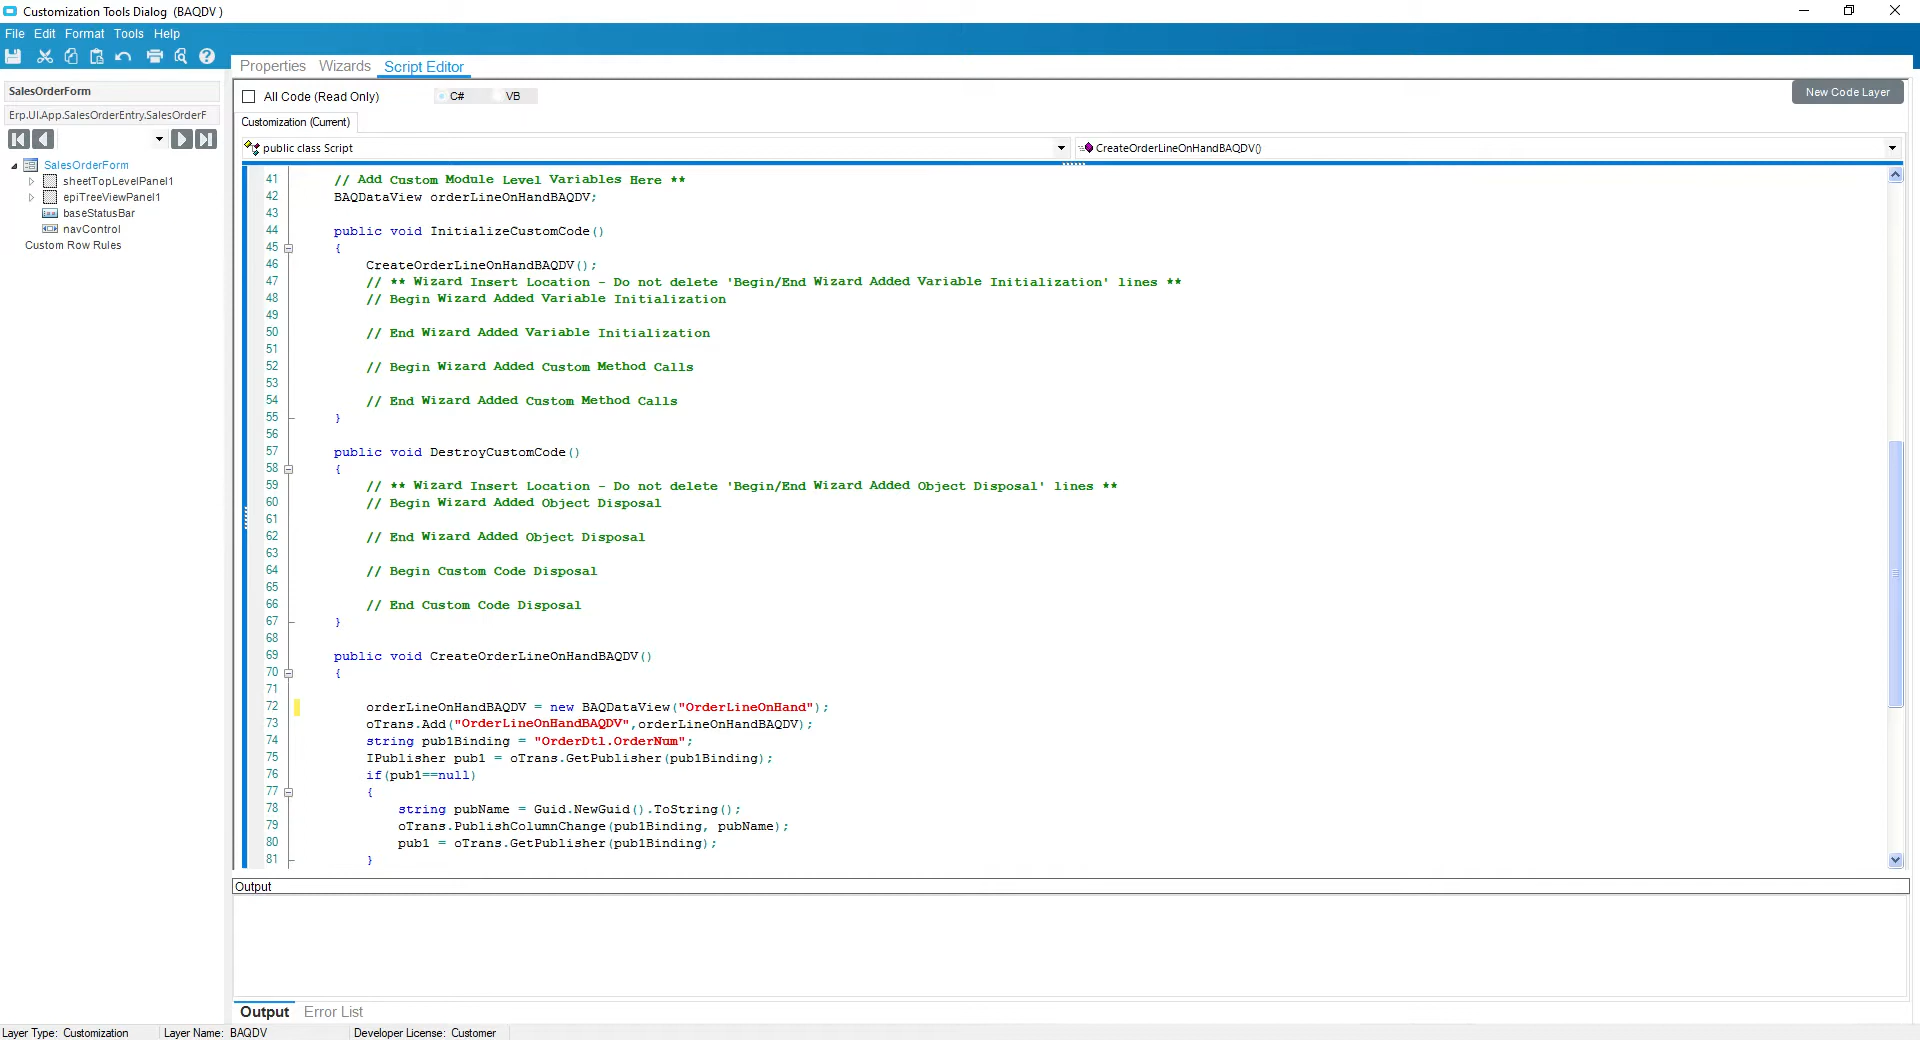 Customization Tools Dialog  (BAQDV )
File Edit Format Tools Help
Properties Wizards Script Editor
SalesOrderForm
Erp.UI.App.SalesOrderEntry.SalesOrderF
SalesOrderForm
sheetTopLevelPanel1
epiTreeViewPanel1
baseStatusBar
navControl
Custom Row Rules
All Code (Read Only) C# VB
New Code Layer
Customization (Current)
public class Script CreateOrderLineOnHandBAQDV()
41 // Add Custom Module Level Variables Here **
42 BAQDataView orderLineOnHandBAQDV;
43
44 public void InitializeCustomCode()
45 {
46 CreateOrderLineOnHandBAQDV();
47 // ** Wizard Insert Location - Do not delete 'Begin/End Wizard Added Variable Initialization' lines **
48 // Begin Wizard Added Variable Initialization
49
50 // End Wizard Added Variable Initialization
51
52 // Begin Wizard Added Custom Method Calls
53
54 // End Wizard Added Custom Method Calls
55 }
56
57 public void DestroyCustomCode()
58 {
59 // ** Wizard Insert Location - Do not delete 'Begin/End Wizard Added Object Disposal' lines **
60 // Begin Wizard Added Object Disposal
61
62 // End Wizard Added Object Disposal
63
64 // Begin Custom Code Disposal
65
66 // End Custom Code Disposal
67 }
68
69 public void CreateOrderLineOnHandBAQDV()
70 {
71
72 orderLineOnHandBAQDV = new BAQDataView("OrderLineOnHand");
73 oTrans.Add("OrderLineOnHandBAQDV",orderLineOnHandBAQDV);
74 string pub1Binding = "OrderDtl.OrderNum";
75 IPublisher pub1 = oTrans.GetPublisher(pub1Binding);
76 if(pub1==null)
77 {
78 string pubName = Guid.NewGuid().ToString();
79 oTrans.PublishColumnChange(pub1Binding, pubName);
80 pub1 = oTrans.GetPublisher(pub1Binding);
81 }
Output
Output Error List
Layer Type: Customization Layer Name: BAQDV Developer License: Customer